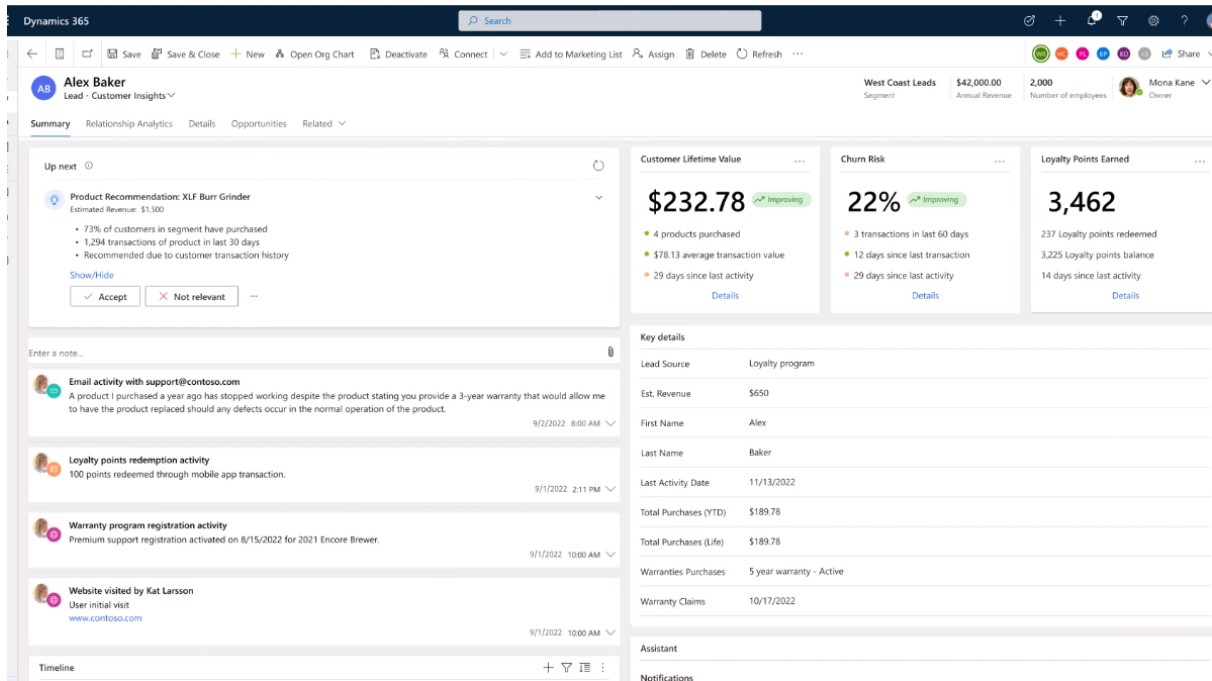 Dynamics 365
Search
1
Save
Save & Close
New
Open Org Chart
Deactivate
Connect
Add to Marketing List
Assign
Delete
Refresh
WA
HC
PL
BP
KD
Share
AB
Alex Baker
Lead · Customer Insights
West Coast Leads
Segment
$42,000.00
Annual Revenue
2,000
Number of employees
Mona Kane
Owner
Summary
Relationship Analytics
Details
Opportunities
Related
Up next
Product Recommendation: XLF Burr Grinder
Estimated Revenue: $1,500
• 73% of customers in segment have purchased
• 1,294 transactions of product in last 30 days
• Recommended due to customer transaction history
Show/Hide
Accept
Not relevant
Customer Lifetime Value
$232.78
Improving
4 products purchased
$78.13 average transaction value
29 days since last activity
Details
Churn Risk
22%
Improving
3 transactions in last 60 days
12 days since last transaction
29 days since last activity
Details
Loyalty Points Earned
3,462
237 Loyalty points redeemed
3,225 Loyalty points balance
14 days since last activity
Details
Enter a note...
Email activity with support@contoso.com
A product I purchased a year ago has stopped working despite the product stating you provide a 3-year warranty that would allow me
to have the product replaced should any defects occur in the normal operation of the product.
9/2/2022 8:00 AM
Loyalty points redemption activity
100 points redeemed through mobile app transaction.
9/1/2022 2:11 PM
Warranty program registration activity
Premium support registration activated on 8/15/2022 for 2021 Encore Brewer.
9/1/2022 10:00 AM
Website visited by Kat Larsson
User initial visit
www.contoso.com
9/1/2022 10:00 AM
Timeline
Key details
Lead Source Loyalty program
Est. Revenue $650
First Name Alex
Last Name Baker
Last Activity Date 11/13/2022
Total Purchases (YTD) $189.78
Total Purchases (Life) $189.78
Warranties Purchases 5 year warranty - Active
Warranty Claims 10/17/2022
Assistant
Notifications